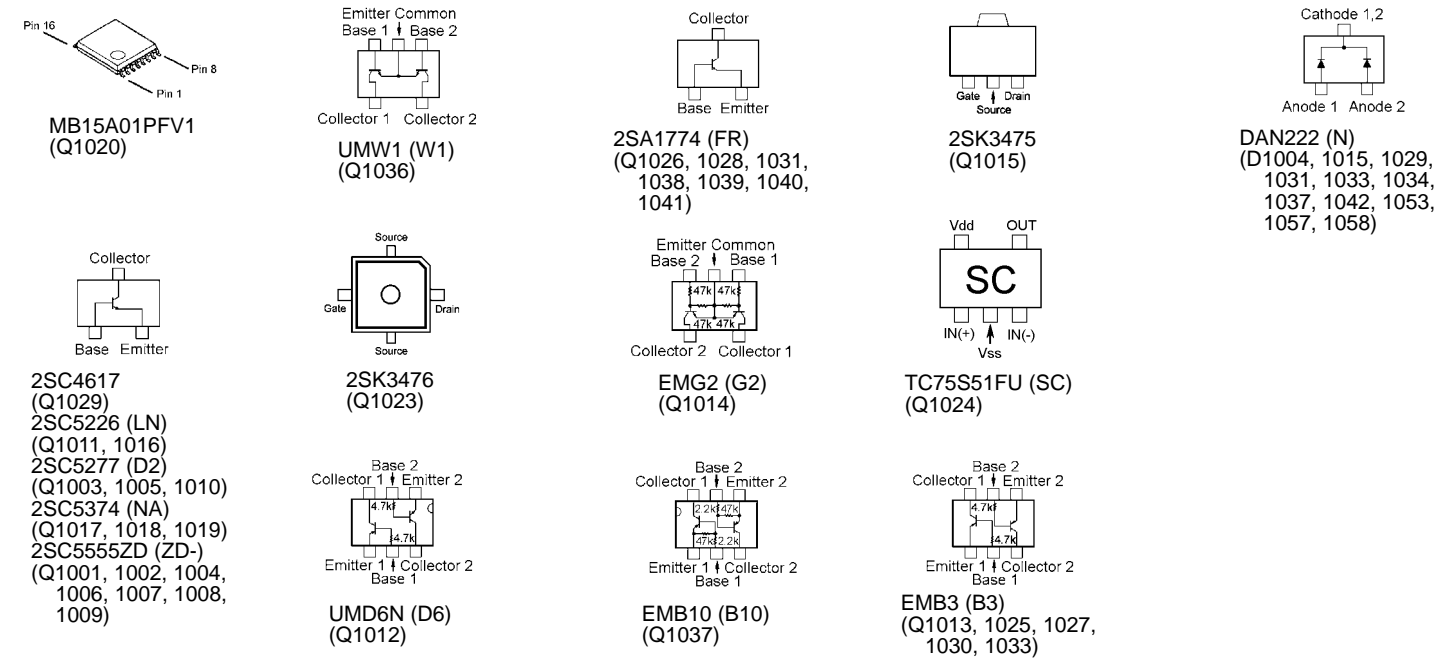 Pin 16
Pin 8
Pin 1
MB15A01PFV1
(Q1020)
Emitter Common
Base 1 Base 2
Collector 1 Collector 2
UMW1 (W1)
(Q1036)
Collector
Base Emitter
2SA1774 (FR)
(Q1026, 1028, 1031,
1038, 1039, 1040,
1041)
Gate Drain
Source
2SK3475
(Q1015)
Cathode 1,2
Anode 1 Anode 2
DAN222 (N)
(D1004, 1015, 1029,
1031, 1033, 1034,
1037, 1042, 1053,
1057, 1058)
Collector
Base Emitter
2SC4617
(Q1029)
2SC5226 (LN)
(Q1011, 1016)
2SC5277 (D2)
(Q1003, 1005, 1010)
2SC5374 (NA)
(Q1017, 1018, 1019)
2SC5555ZD (ZD-)
(Q1001, 1002, 1004,
1006, 1007, 1008,
1009)
Source
Gate Drain
Source
2SK3476
(Q1023)
Emitter Common
Base 2 Base 1
47k 47k
47k 47k
Collector 2 Collector 1
EMG2 (G2)
(Q1014)
Vdd OUT
SC
IN(+) IN(-)
Vss
TC75S51FU (SC)
(Q1024)
Base 2
Collector 1 Emitter 2
4.7k
4.7k
Emitter 1 Collector 2
Base 1
UMD6N (D6)
(Q1012)
Base 2
Collector 1 Emitter 2
2.2k 47k
47k 2.2k
Emitter 1 Collector 2
Base 1
EMB10 (B10)
(Q1037)
Base 2
Collector 1 Emitter 2
4.7k
4.7k
Emitter 1 Collector 2
Base 1
EMB3 (B3)
(Q1013, 1025, 1027,
1030, 1033)